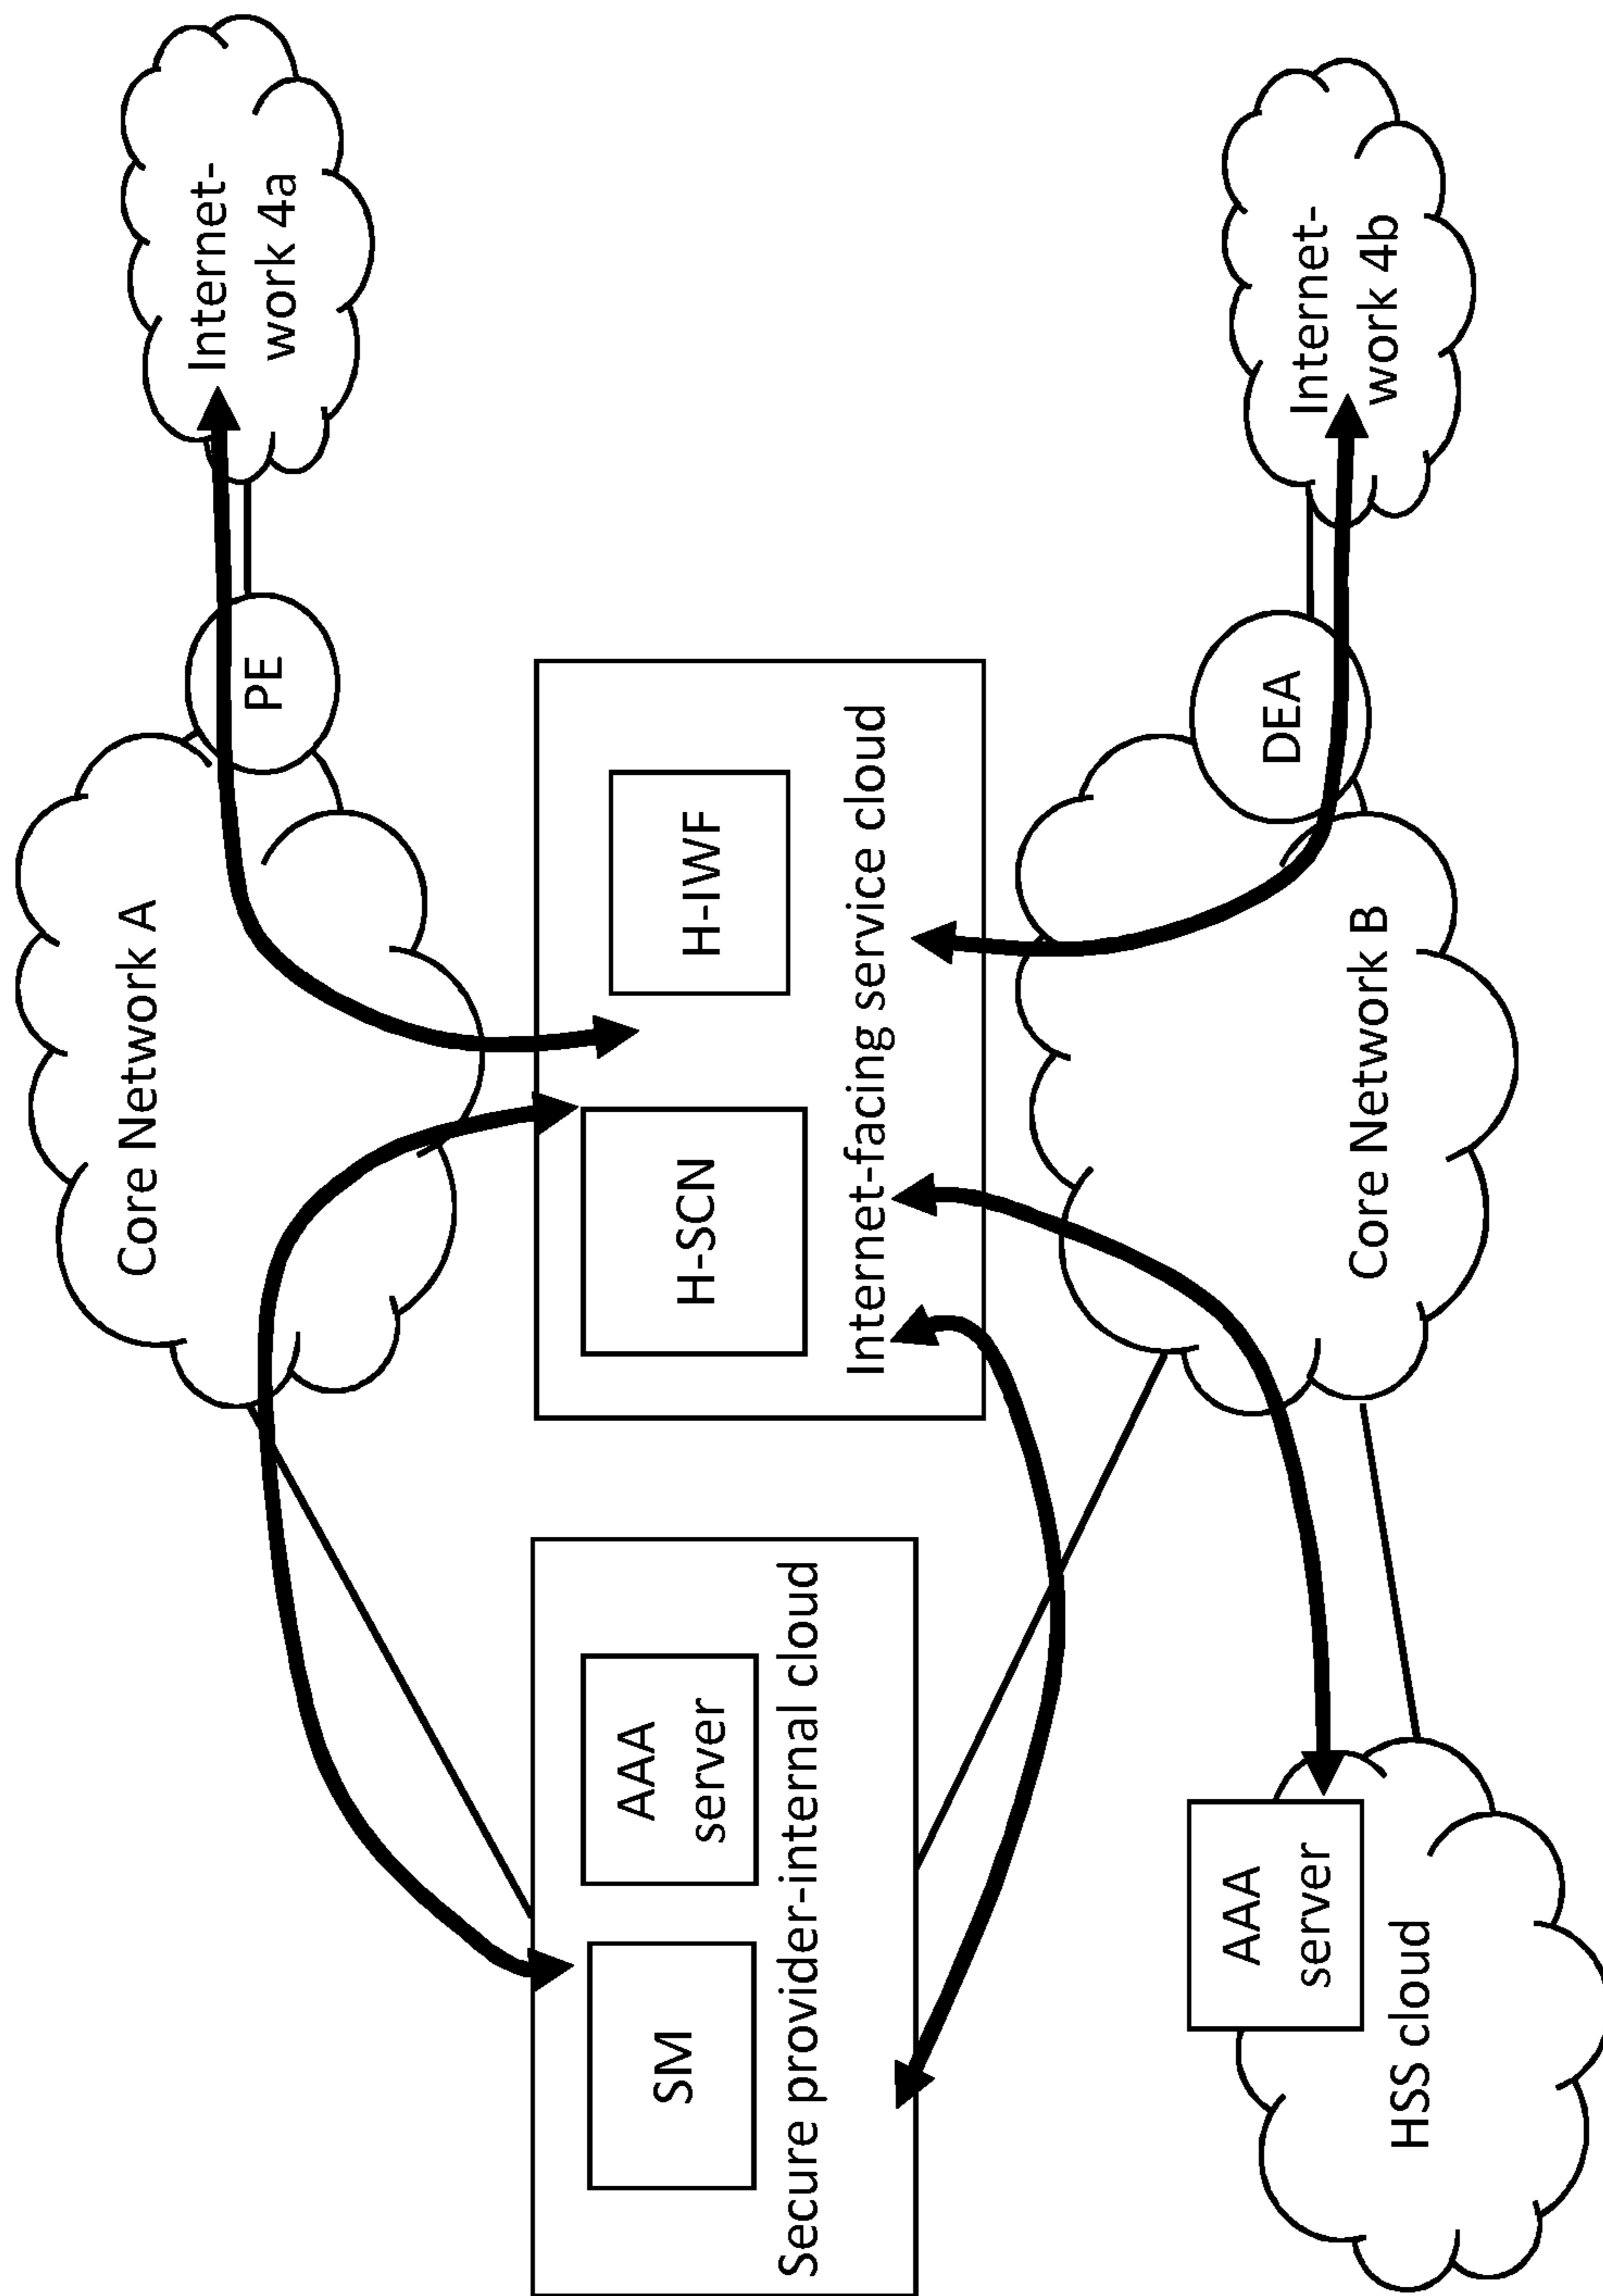 Core Network A
PE
Internet-
work 4a
SM
AAA
server
Secure provider-internal cloud
H-SCN
H-IWF
Internet-facing service cloud
AAA
server
HSS cloud
Core Network B
DEA
Internet-
work 4b